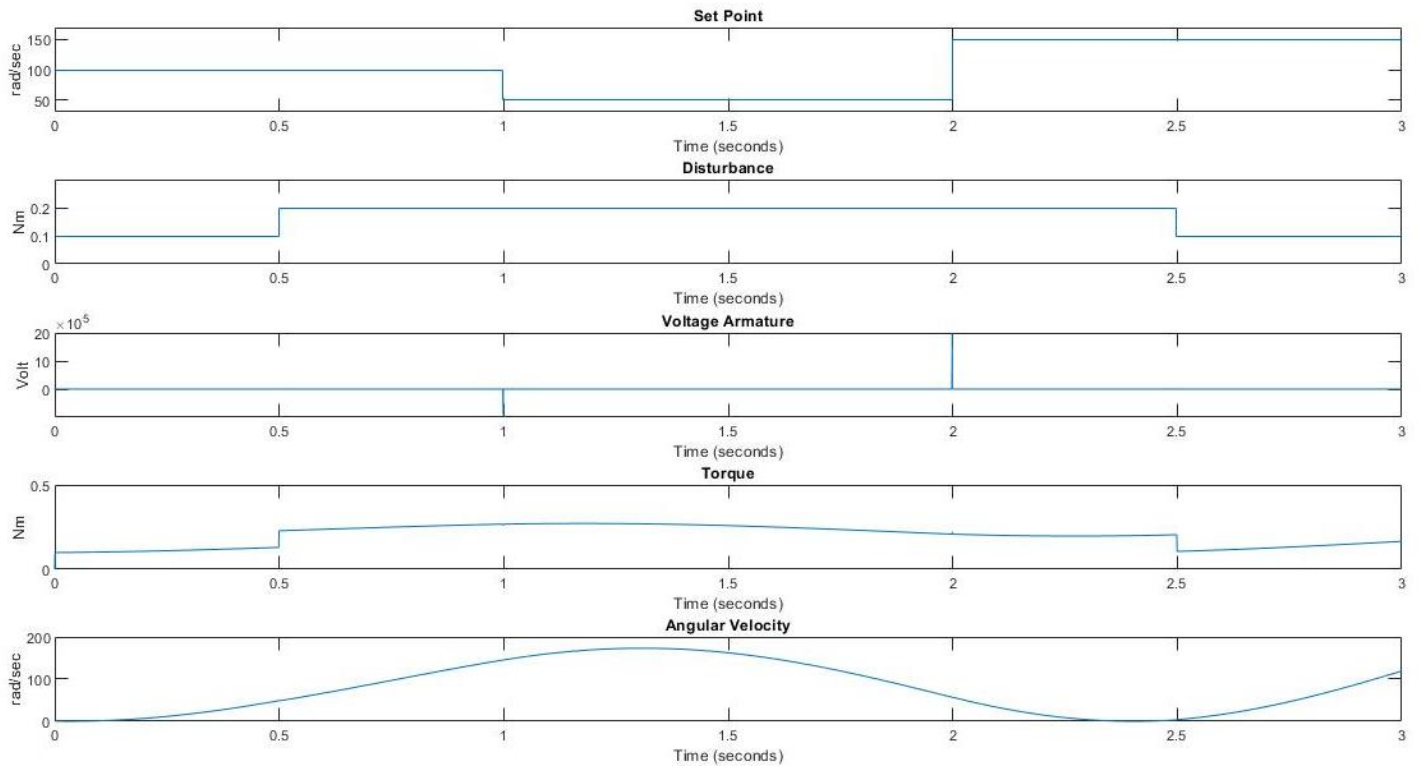 Set Point
rad/sec
150
100
50
0 0.5 1 1.5 2 2.5 3
Time (seconds)
Disturbance
Nm
0.2
0.1
0
0 0.5 1 1.5 2 2.5 3
Time (seconds)
×10⁵
Voltage Armature
Volt
20
10
0
0 0.5 1 1.5 2 2.5 3
Time (seconds)
Torque
Nm
0.5
0
0 0.5 1 1.5 2 2.5 3
Time (seconds)
Angular Velocity
rad/sec
200
100
0
0 0.5 1 1.5 2 2.5 3
Time (seconds)